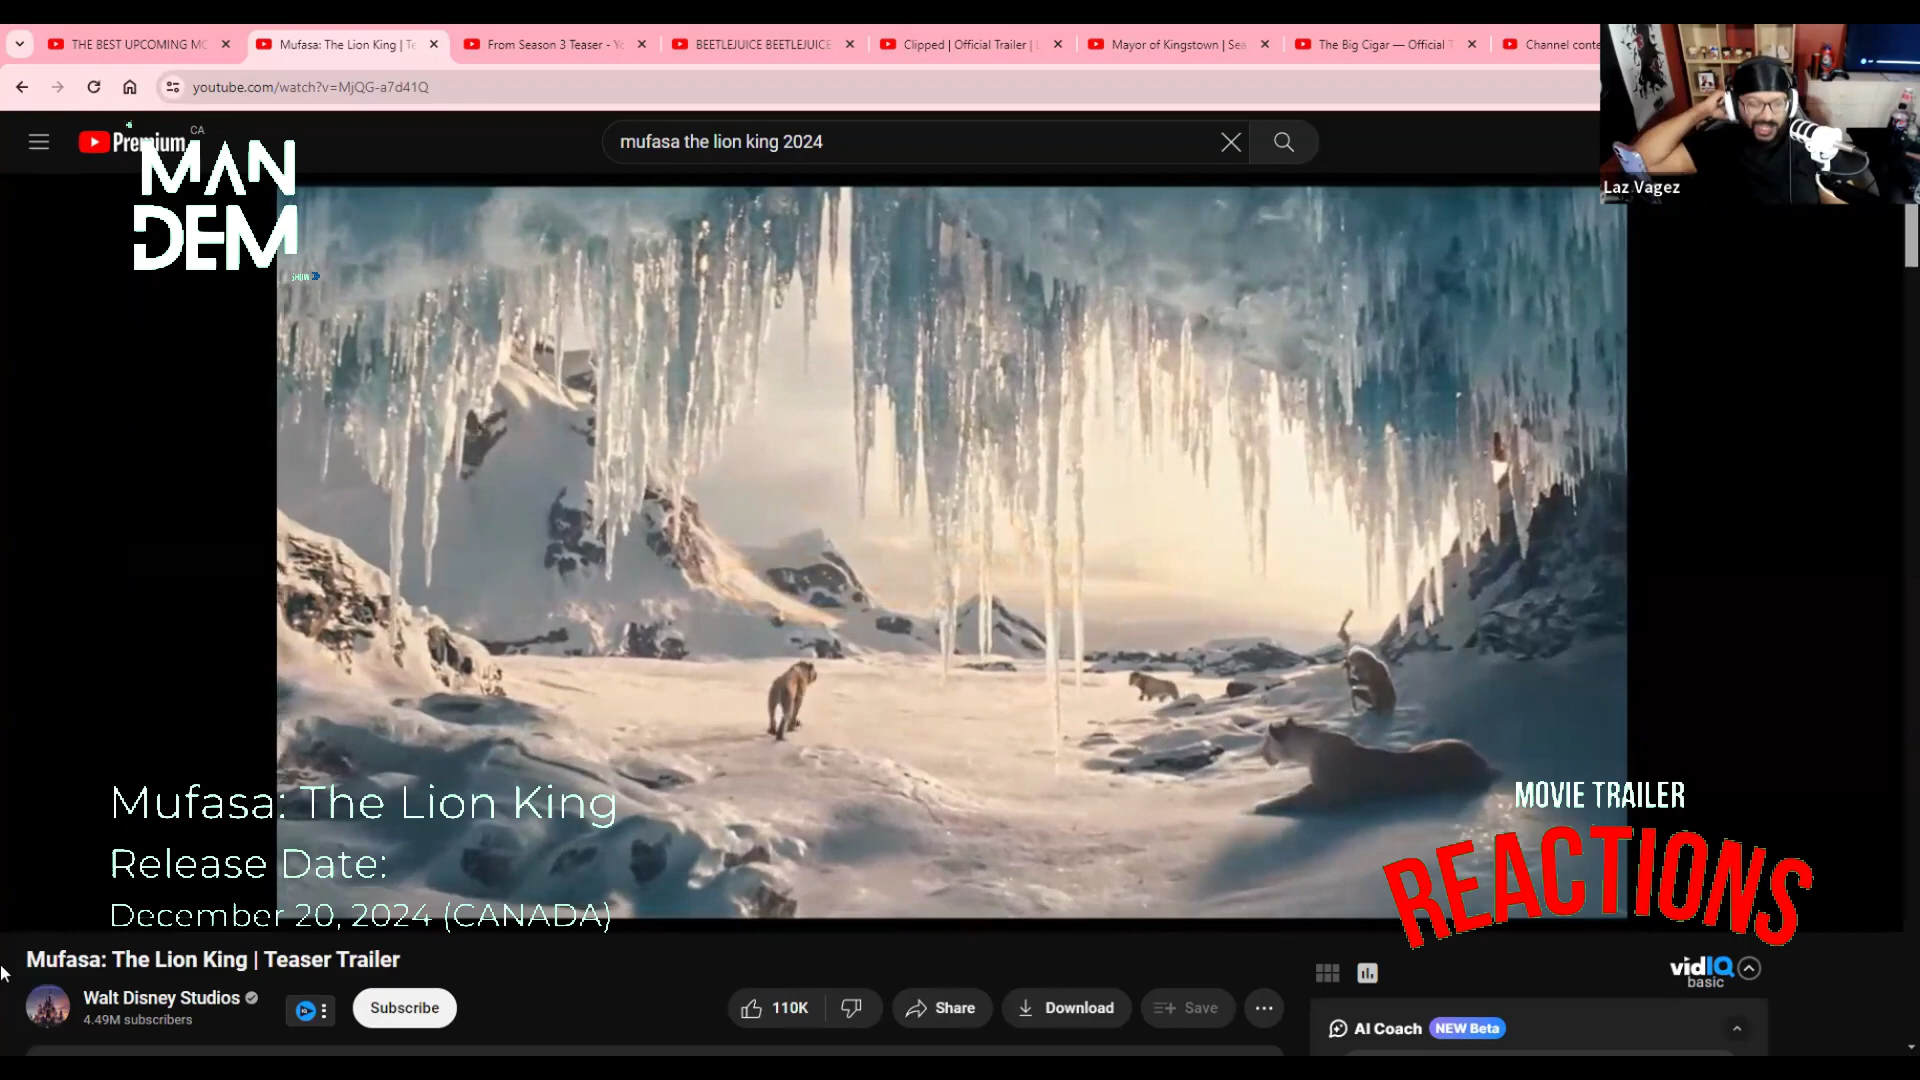 THE BEST UPCOMING MC
Mufasa: The Lion King | Te
From Season 3 Teaser - Yo
BEETLEJUICE BEETLEJUICE
Clipped | Official Trailer |
Mayor of Kingstown | Sea
The Big Cigar — Official T
Channel conte
youtube.com/watch?v=MjQG-a7d41Q
Premium CA
mufasa the lion king 2024
MAN
DEM
SHOW
Laz Vagez
Mufasa: The Lion King
Release Date:
December 20, 2024 (CANADA)
MOVIE TRAILER
REACTIONS
Mufasa: The Lion King | Teaser Trailer
Walt Disney Studios
4.49M subscribers
Subscribe
110K
Share
Download
Save
vidIQ
basic
AI Coach NEW Beta